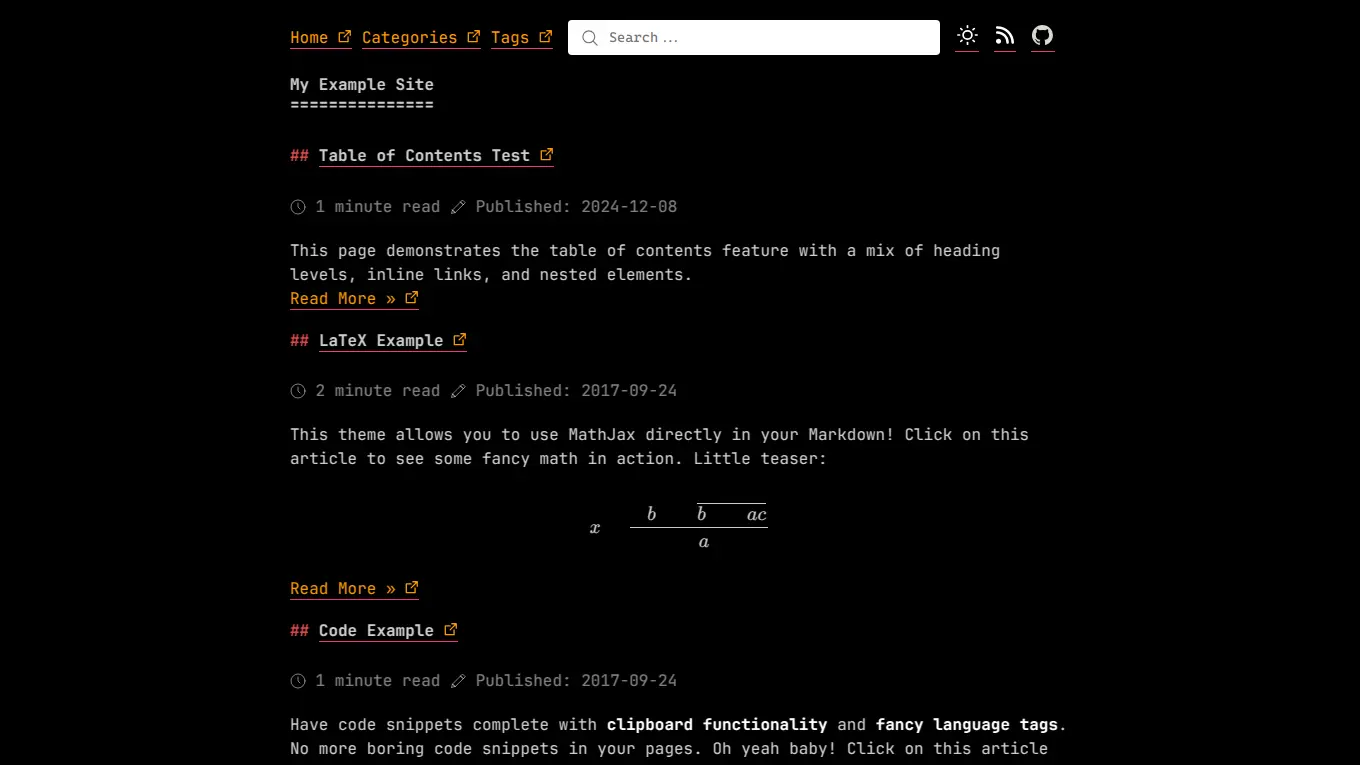 Home Categories Tags Search ...
My Example Site
===============
## Table of Contents Test
1 minute read Published: 2024-12-08
This page demonstrates the table of contents feature with a mix of heading
levels, inline links, and nested elements.
Read More »
## LaTeX Example
2 minute read Published: 2017-09-24
This theme allows you to use MathJax directly in your Markdown! Click on this
article to see some fancy math in action. Little teaser:
b b ac
x
a
Read More »
## Code Example
1 minute read Published: 2017-09-24
Have code snippets complete with clipboard functionality and fancy language tags.
No more boring code snippets in your pages. Oh yeah baby! Click on this article